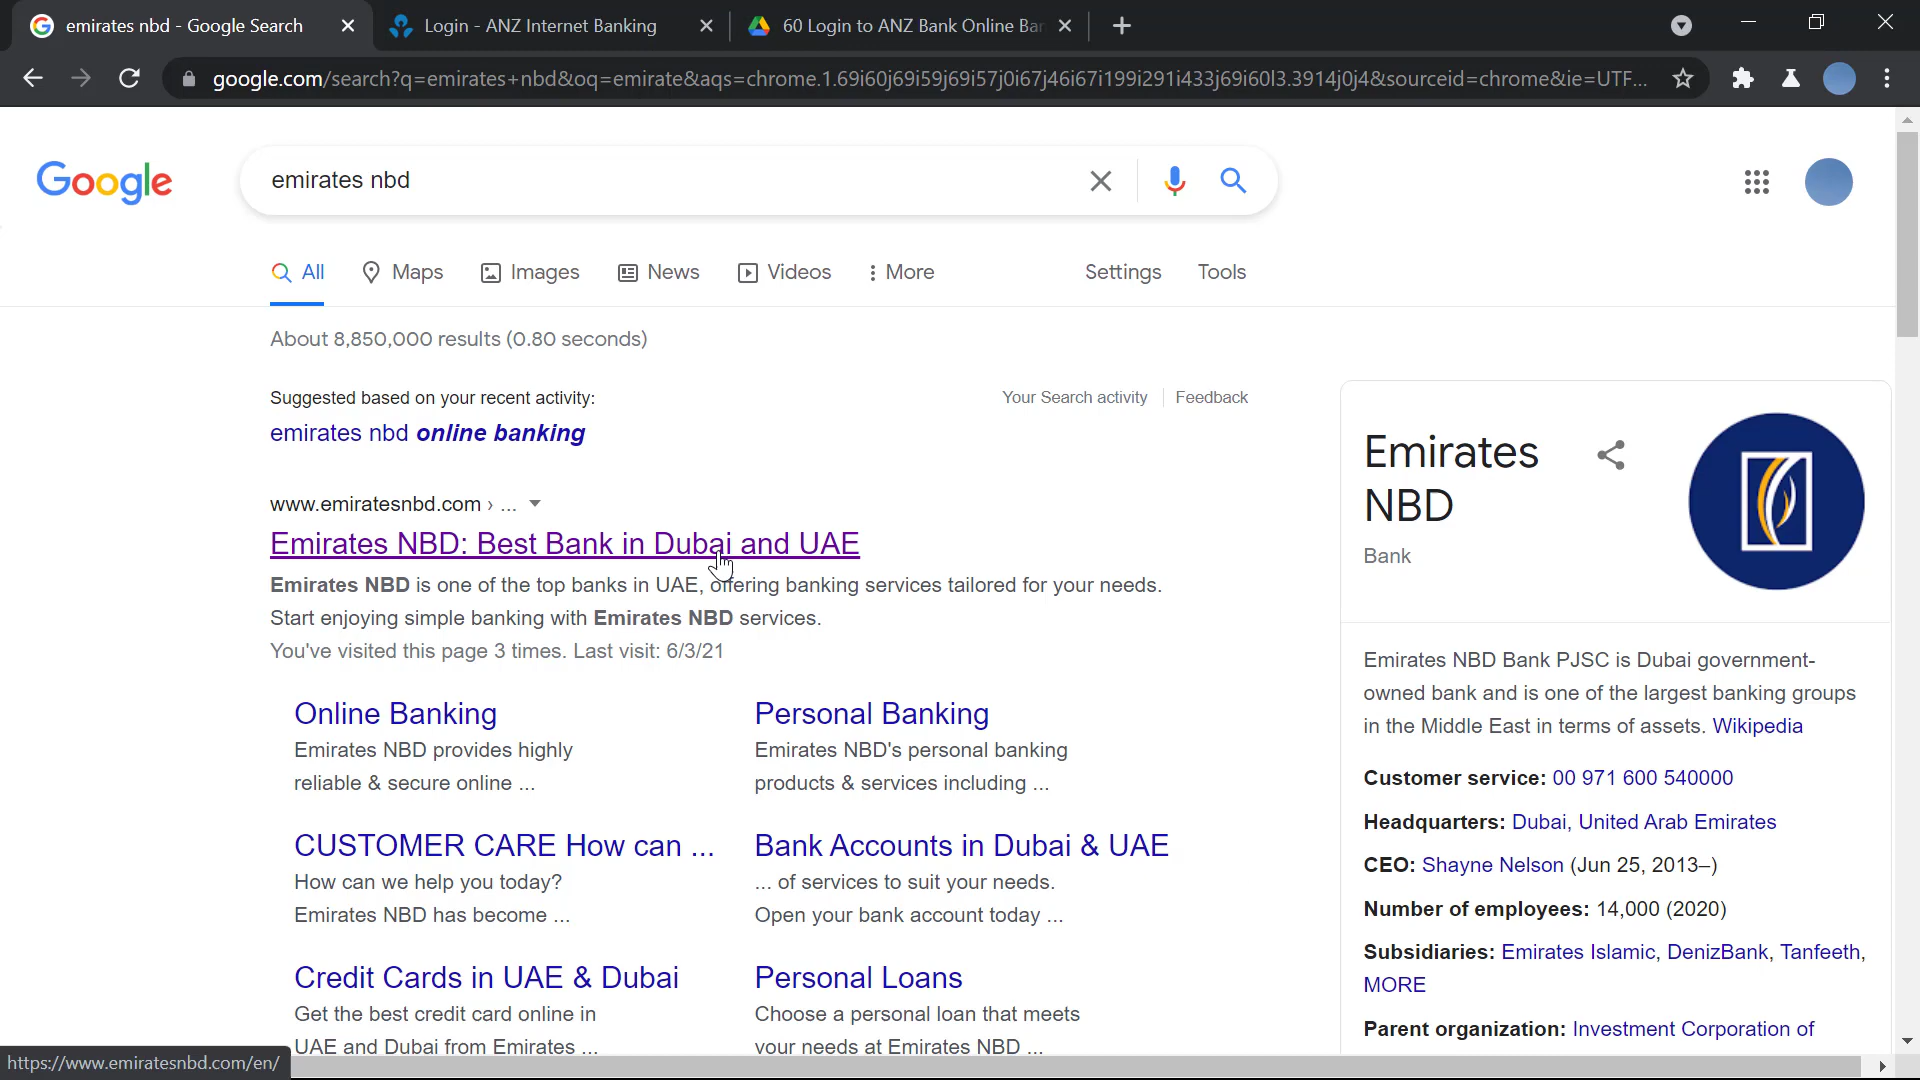 emirates nbd - Google Search
Login - ANZ Internet Banking
60 Login to ANZ Bank Online Ba
google.com/search?q=emirates+nbd&oq=emirate&aqs=chrome.1.69i60j69i59j69i57j0i67j46i67i199i291i433j69i60l3.3914j0j4&sourceid=chrome&ie=UTF...
Google
emirates nbd
All
Maps
Images
News
Videos
More
Settings
Tools
About 8,850,000 results (0.80 seconds)
Suggested based on your recent activity:
Your Search activity
Feedback
emirates nbd online banking
www.emiratesnbd.com › ...
Emirates NBD: Best Bank in Dubai and UAE
Emirates NBD is one of the top banks in UAE, offering banking services tailored for your needs.
Start enjoying simple banking with Emirates NBD services.
You've visited this page 3 times. Last visit: 6/3/21
Online Banking
Emirates NBD provides highly
reliable & secure online ...
Personal Banking
Emirates NBD's personal banking
products & services including ...
CUSTOMER CARE How can ...
How can we help you today?
Emirates NBD has become ...
Bank Accounts in Dubai & UAE
... of services to suit your needs.
Open your bank account today ...
Credit Cards in UAE & Dubai
Get the best credit card online in
UAE and Dubai from Emirates ...
Personal Loans
Choose a personal loan that meets
your needs at Emirates NBD ...
Emirates
NBD
Bank
Emirates NBD Bank PJSC is Dubai government-
owned bank and is one of the largest banking groups
in the Middle East in terms of assets. Wikipedia
Customer service: 00 971 600 540000
Headquarters: Dubai, United Arab Emirates
CEO: Shayne Nelson (Jun 25, 2013–)
Number of employees: 14,000 (2020)
Subsidiaries: Emirates Islamic, DenizBank, Tanfeeth,
MORE
Parent organization: Investment Corporation of
https://www.emiratesnbd.com/en/